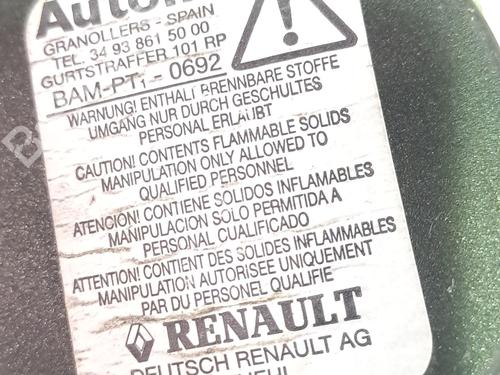 GRANOLLERS - SPAIN
TEL. 34 93 861 50 00
GURTSTRAFFER 101 RP
BAM-PT1 - 0692
WARNUNG! ENTHALT BRENNBARE STOFFE
UMGANG NUR DURCH GESCHULTES
PERSONAL ERLAUBT
CAUTION! CONTENTS FLAMMABLE SOLIDS
MANIPULATION ONLY ALLOWED TO
QUALIFIED PERSONNEL
ATENCION! CONTIENE SOLIDOS INFLAMABLES
MANIPULACION SOLO PERMITIDA A
PERSONAL CUALIFICADO
ATTENTION! CONTIENT DES SOLIDES INFLAMMABLES
MANIPULATION AUTORISÉE UNIQUEMENT
PAR DU PERSONEL QUALIFIE
RENAULT
DEUTSCH RENAULT AG